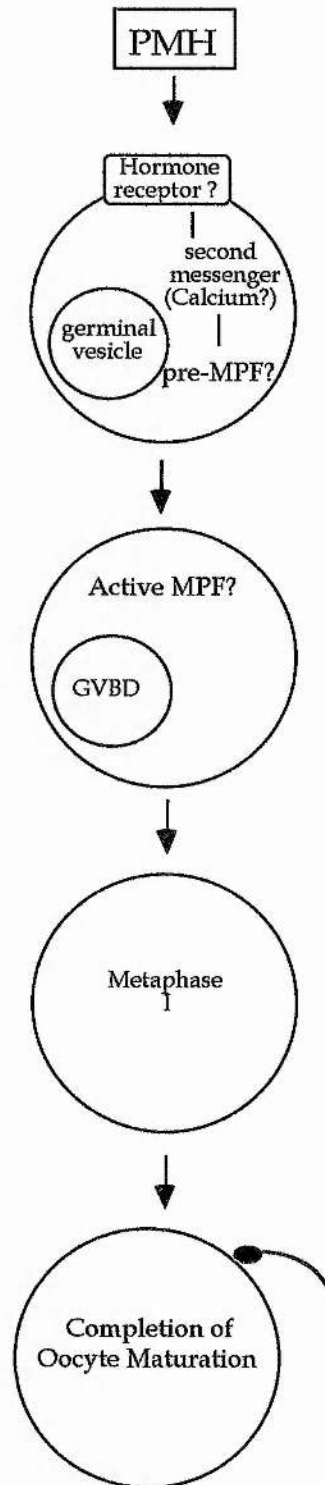 PMH
Hormone
receptor ?
second
messenger
(Calcium?)
germinal
vesicle
pre-MPF?
Active MPF?
GVBD
Metaphase
I
Completion of
Oocyte Maturation